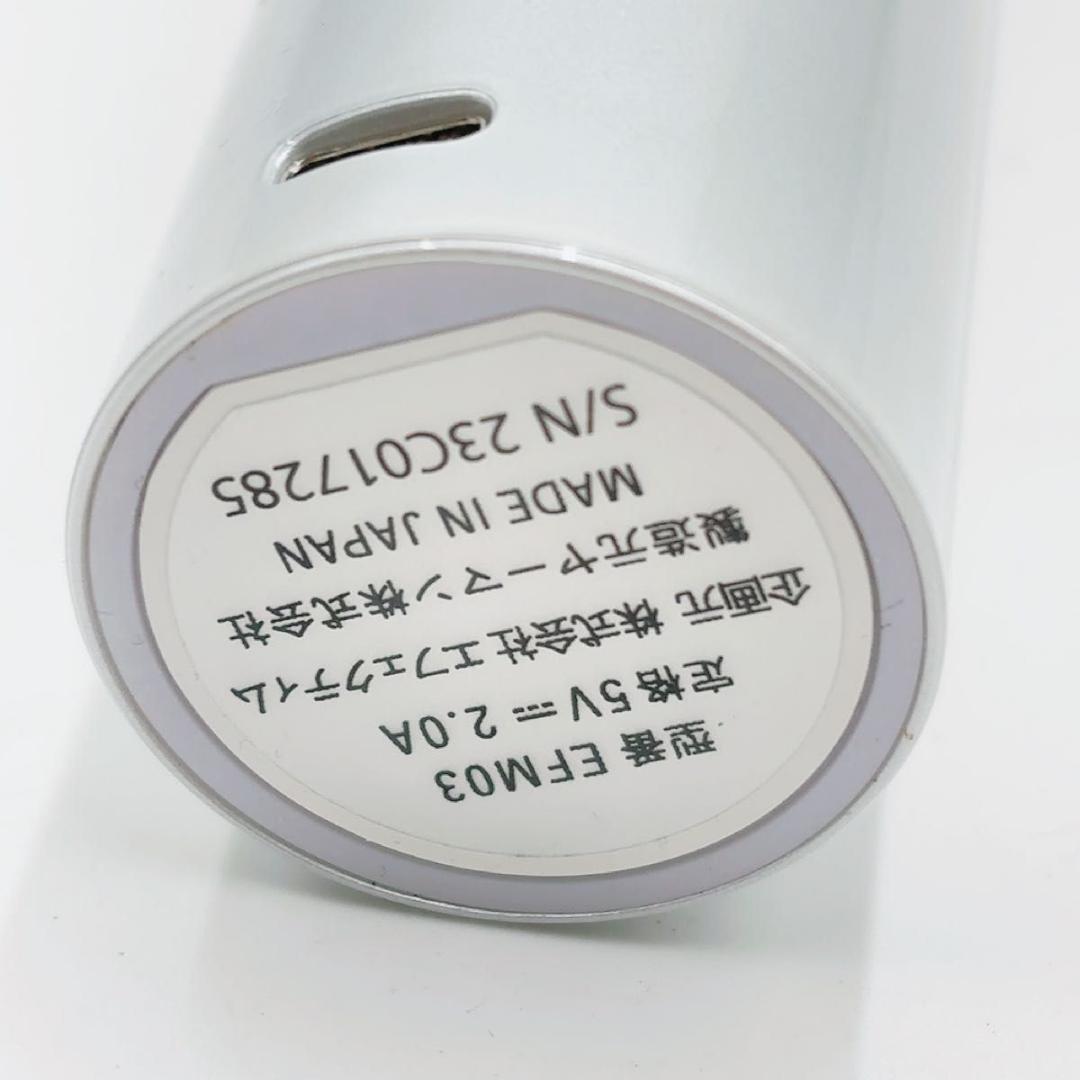 型番 EFM03
定格 5V⎓2.0A
企画元 株式会社 エフェクティム
製造元ヤーマン株式会社
MADE IN JAPAN
S/N 23C017285